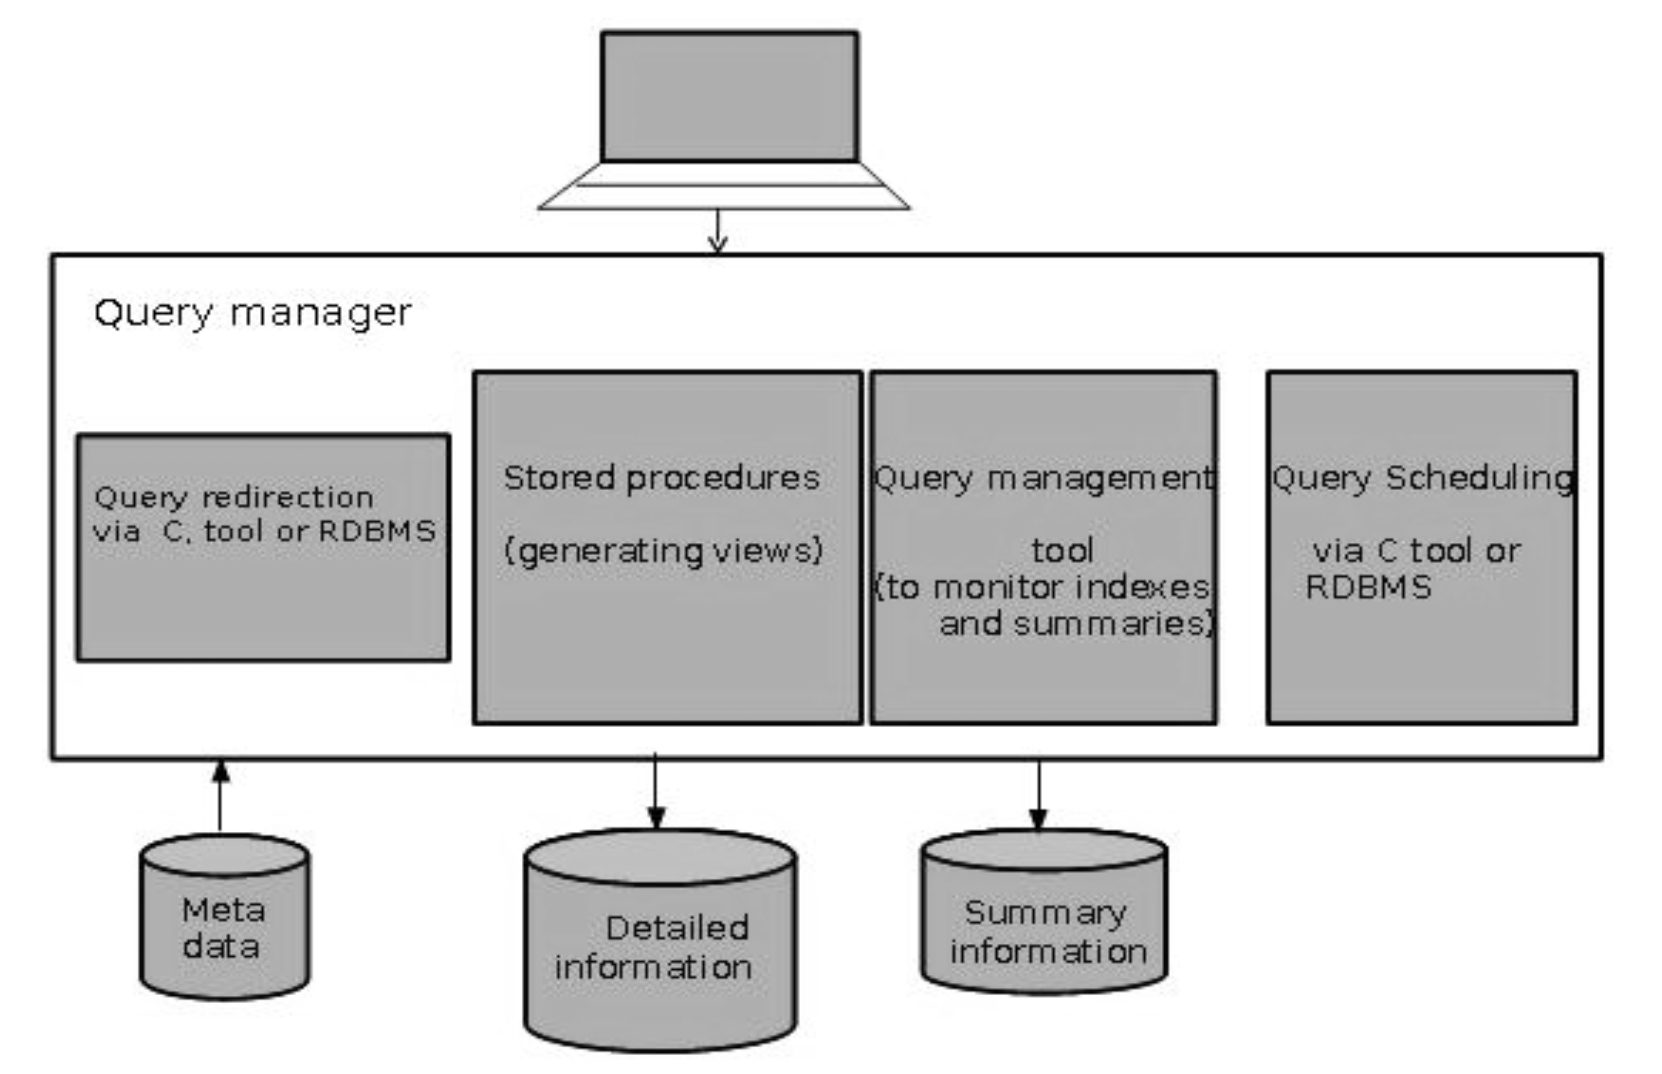 Query manager
Query redirection
via C, tool or RDBMS
Stored procedures
(generating views)
Query management
tool
(to monitor indexes
and summaries)
Query Scheduling
via C tool or
RDBMS
Meta
data
Detailed
information
Summary
information